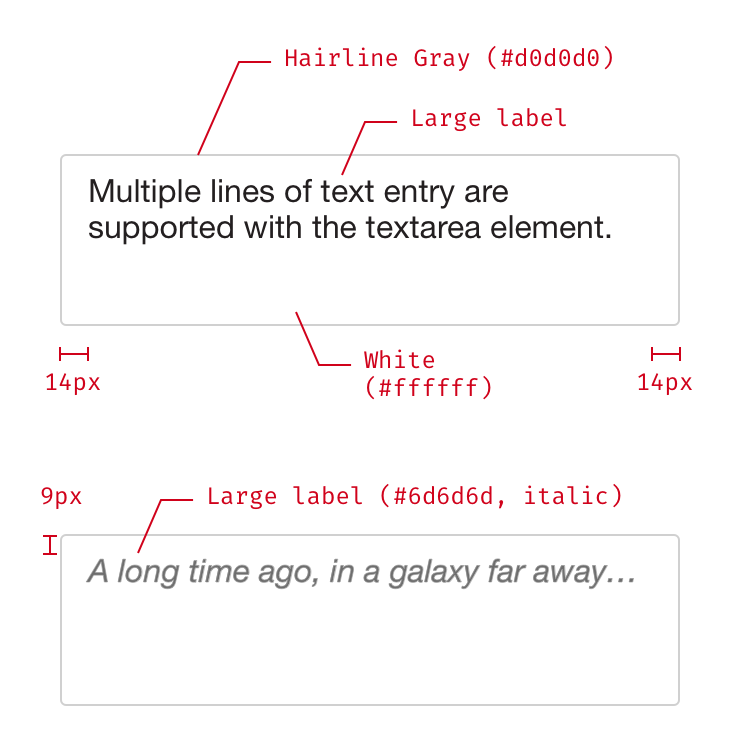 Hairline Gray (#d0d0d0)
Large label
Multiple lines of text entry are
supported with the textarea element.
14px
White
(#ffffff)
14px
9px
Large label (#6d6d6d, italic)
A long time ago, in a galaxy far away…